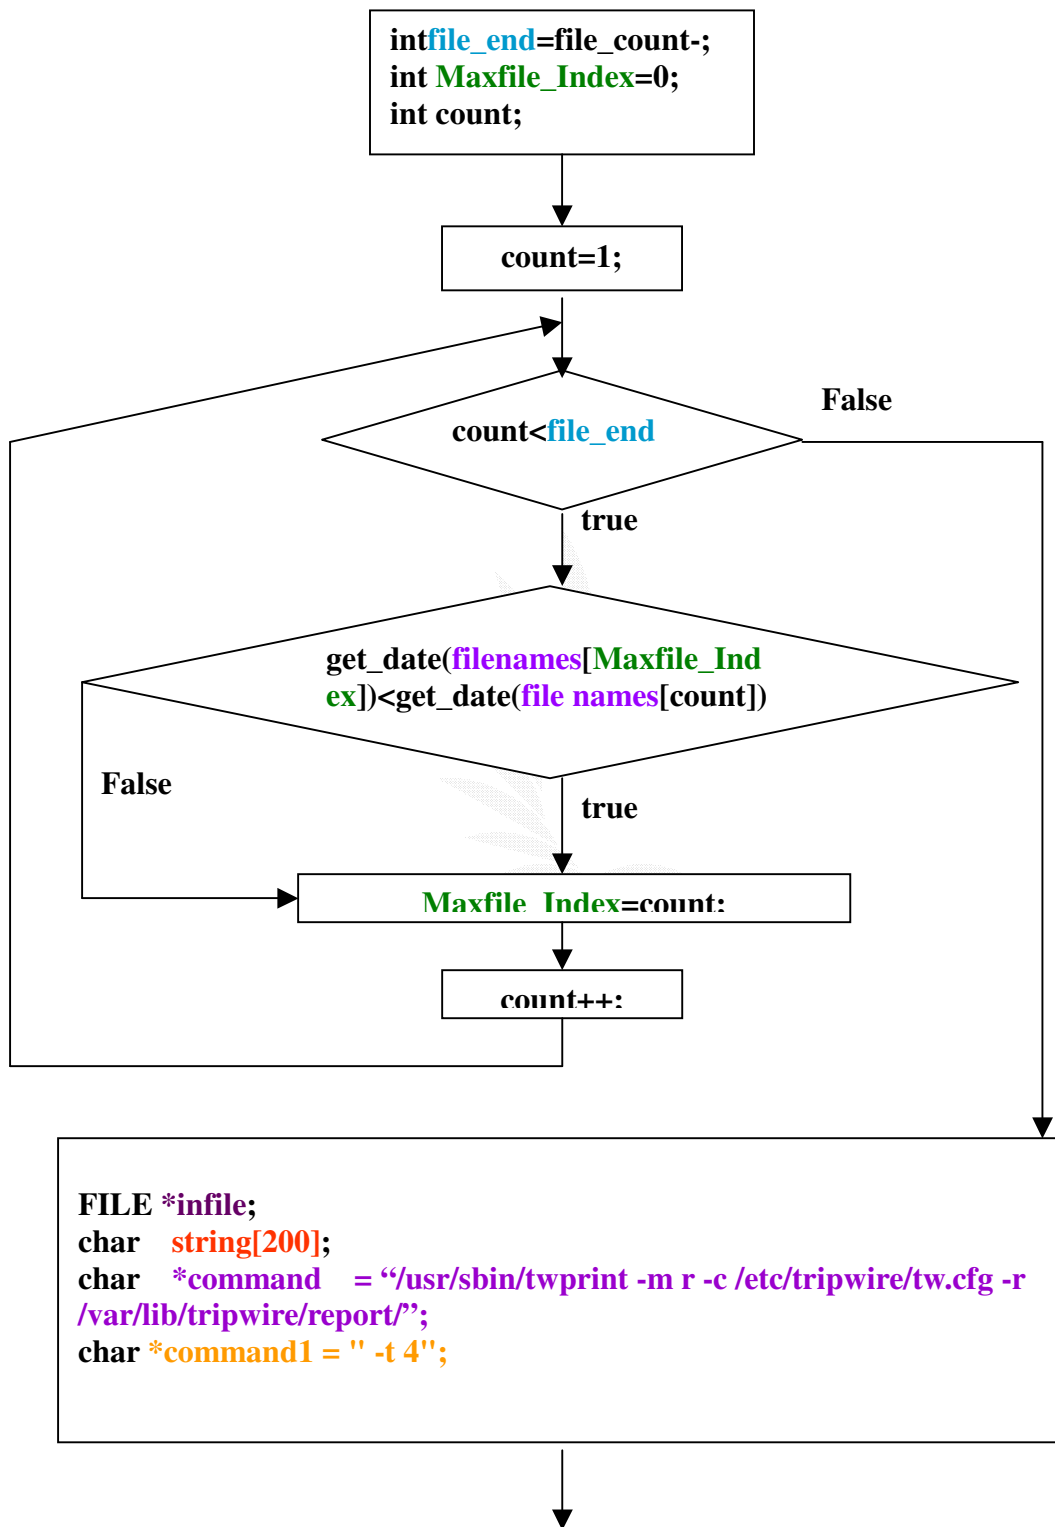 intfile_end=file_count-;
int Maxfile_Index=0;
int count;
count=1;
count<file_end
False
true
get_date(filenames[Maxfile_Ind
ex])<get_date(file names[count])
False
true
Maxfile_Index=count;
count++;
FILE *infile;
char string[200];
char *command = “/usr/sbin/twprint -m r -c /etc/tripwire/tw.cfg -r
/var/lib/tripwire/report/”;
char *command1 = " -t 4";